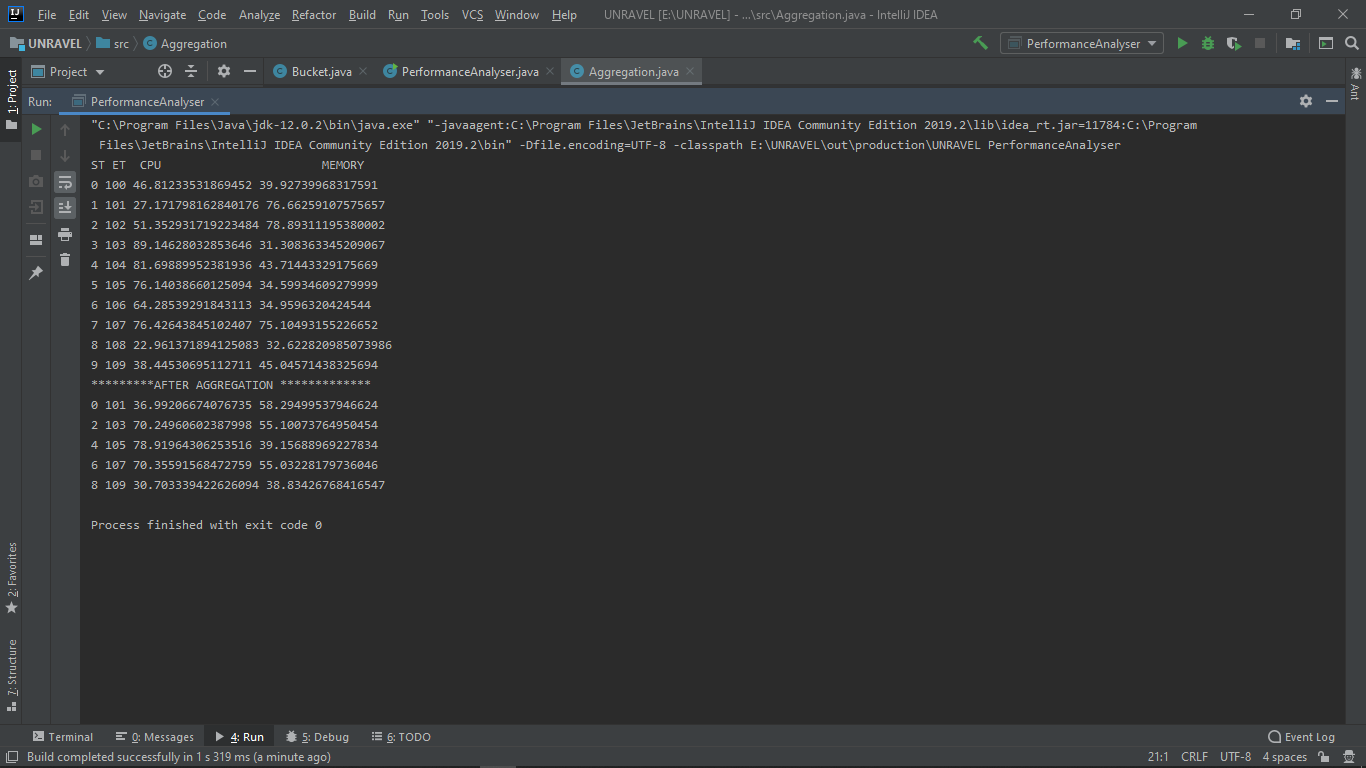 File Edit View Navigate Code Analyze Refactor Build Run Tools VCS Window Help UNRAVEL [E:\UNRAVEL] - ...\src\Aggregation.java - IntelliJ IDEA
UNRAVEL src Aggregation PerformanceAnalyser
Project Bucket.java PerformanceAnalyser.java Aggregation.java
1: Project
Ant
Run: PerformanceAnalyser
"C:\Program Files\Java\jdk-12.0.2\bin\java.exe" "-javaagent:C:\Program Files\JetBrains\IntelliJ IDEA Community Edition 2019.2\lib\idea_rt.jar=11784:C:\Program
Files\JetBrains\IntelliJ IDEA Community Edition 2019.2\bin" -Dfile.encoding=UTF-8 -classpath E:\UNRAVEL\out\production\UNRAVEL PerformanceAnalyser
ST ET CPU MEMORY
0 100 46.81233531869452 39.92739968317591
1 101 27.171798162840176 76.66259107575657
2 102 51.352931719223484 78.89311195380002
3 103 89.14628032853646 31.308363345209067
4 104 81.69889952381936 43.71443329175669
5 105 76.14038660125094 34.59934609279999
6 106 64.28539291843113 34.9596320424544
7 107 76.42643845102407 75.10493155226652
8 108 22.961371894125083 32.622820985073986
9 109 38.44530695112711 45.04571438325694
*********AFTER AGGREGATION *************
0 101 36.99206674076735 58.29499537946624
2 103 70.24960602387998 55.10073764950454
4 105 78.91964306253516 39.15688969227834
6 107 70.35591568472759 55.03228179736046
8 109 30.703339422626094 38.83426768416547
Process finished with exit code 0
2: Favorites
7: Structure
Terminal 0: Messages 4: Run 5: Debug 6: TODO Event Log
Build completed successfully in 1 s 319 ms (a minute ago) 21:1 CRLF UTF-8 4 spaces